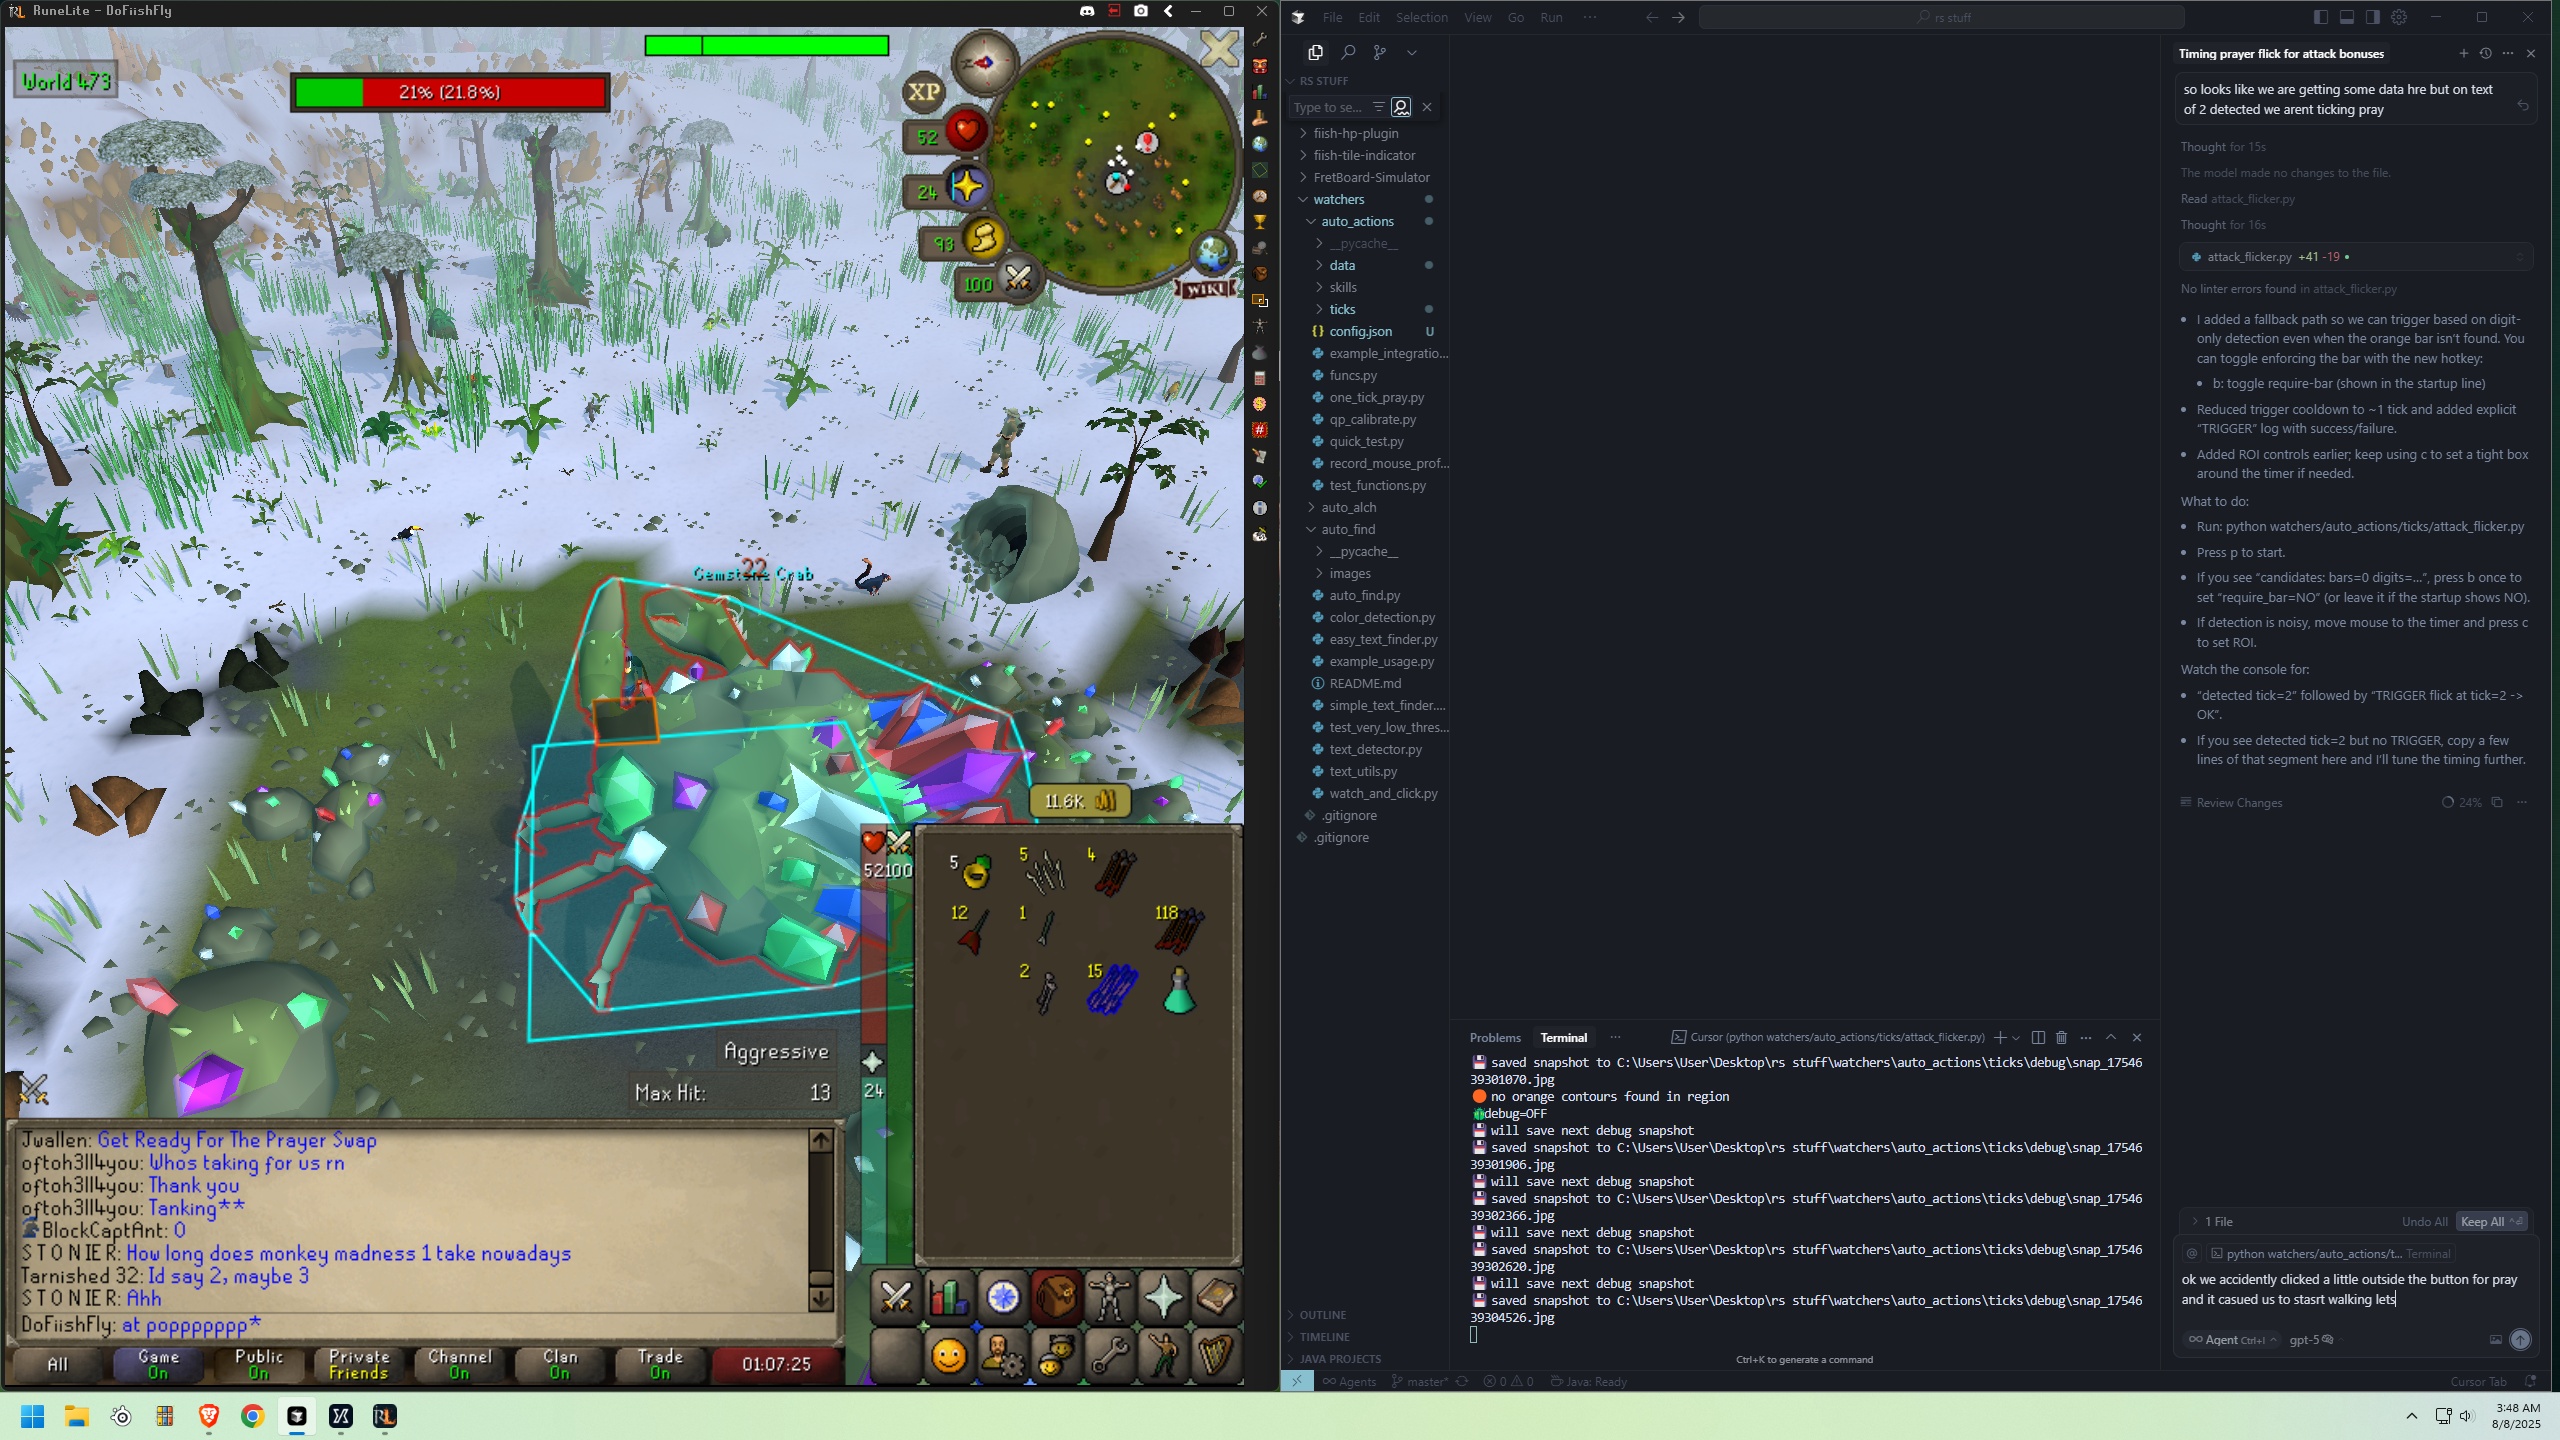 RuneLite - DoFiishFly
World 473
21% (21.8%)
XP
52
24
93
100
WIKI
22
Gemstone Crab
11.6K
52100
24
5
5
4
12
1
118
2
15
Aggressive
Max Hit: 13
Jwallen: Get Ready For The Prayer Swap
oftoh3ll4you: Whos taking for us rn
oftoh3ll4you: Thank you
oftoh3ll4you: Tanking**
BlockCaptAnt: O
S T O N I E R: How long does monkey madness 1 take nowadays
Tarnished 32: Id say 2, maybe 3
S T O N I E R: Ahh
DoFiishFly: at poppppppp*
All
Game On
Public On
Private Friends
Channel On
Clan On
Trade On
01:07:25
File Edit Selection View Go Run ...
rs stuff
RS STUFF
Type to se...
fiish-hp-plugin
fiish-tile-indicator
FretBoard-Simulator
watchers
auto_actions
__pycache__
data
skills
ticks
config.json U
example_integratio...
funcs.py
one_tick_pray.py
qp_calibrate.py
quick_test.py
record_mouse_prof...
test_functions.py
auto_alch
auto_find
__pycache__
images
auto_find.py
color_detection.py
easy_text_finder.py
example_usage.py
README.md
simple_text_finder....
test_very_low_thres...
text_detector.py
text_utils.py
watch_and_click.py
.gitignore
.gitignore
OUTLINE
TIMELINE
JAVA PROJECTS
Problems Terminal ... Cursor (python watchers/auto_actions/ticks/attack_flicker.py)
saved snapshot to C:\Users\User\Desktop\rs stuff\watchers\auto_actions\ticks\debug\snap_17546
39301070.jpg
no orange contours found in region
debug=OFF
will save next debug snapshot
saved snapshot to C:\Users\User\Desktop\rs stuff\watchers\auto_actions\ticks\debug\snap_17546
39301906.jpg
will save next debug snapshot
saved snapshot to C:\Users\User\Desktop\rs stuff\watchers\auto_actions\ticks\debug\snap_17546
39302366.jpg
will save next debug snapshot
saved snapshot to C:\Users\User\Desktop\rs stuff\watchers\auto_actions\ticks\debug\snap_17546
39302620.jpg
will save next debug snapshot
saved snapshot to C:\Users\User\Desktop\rs stuff\watchers\auto_actions\ticks\debug\snap_17546
39304526.jpg
Ctrl+K to generate a command
Timing prayer flick for attack bonuses
so looks like we are getting some data hre but on text
of 2 detected we arent ticking pray
Thought for 15s
The model made no changes to the file.
Read attack_flicker.py
Thought for 16s
attack_flicker.py +41 -19
No linter errors found in attack_flicker.py
• I added a fallback path so we can trigger based on digit-
only detection even when the orange bar isn't found. You
can toggle enforcing the bar with the new hotkey:
• b: toggle require-bar (shown in the startup line)
• Reduced trigger cooldown to ~1 tick and added explicit
"TRIGGER" log with success/failure.
• Added ROI controls earlier; keep using c to set a tight box
around the timer if needed.
What to do:
• Run: python watchers/auto_actions/ticks/attack_flicker.py
• Press p to start.
• If you see "candidates: bars=0 digits=...", press b once to
set "require_bar=NO" (or leave it if the startup shows NO).
• If detection is noisy, move mouse to the timer and press c
to set ROI.
Watch the console for:
• "detected tick=2" followed by "TRIGGER flick at tick=2 ->
OK".
• If you see detected tick=2 but no TRIGGER, copy a few
lines of that segment here and I'll tune the timing further.
Review Changes 24%
1 File Undo All Keep All
@ python watchers/auto_actions/t... Terminal
ok we accidently clicked a little outside the button for pray
and it casued us to stasrt walking lets
Agent Ctrl+I gpt-5
Agents master* 0 0 Java: Ready Cursor Tab
3:48 AM
8/8/2025